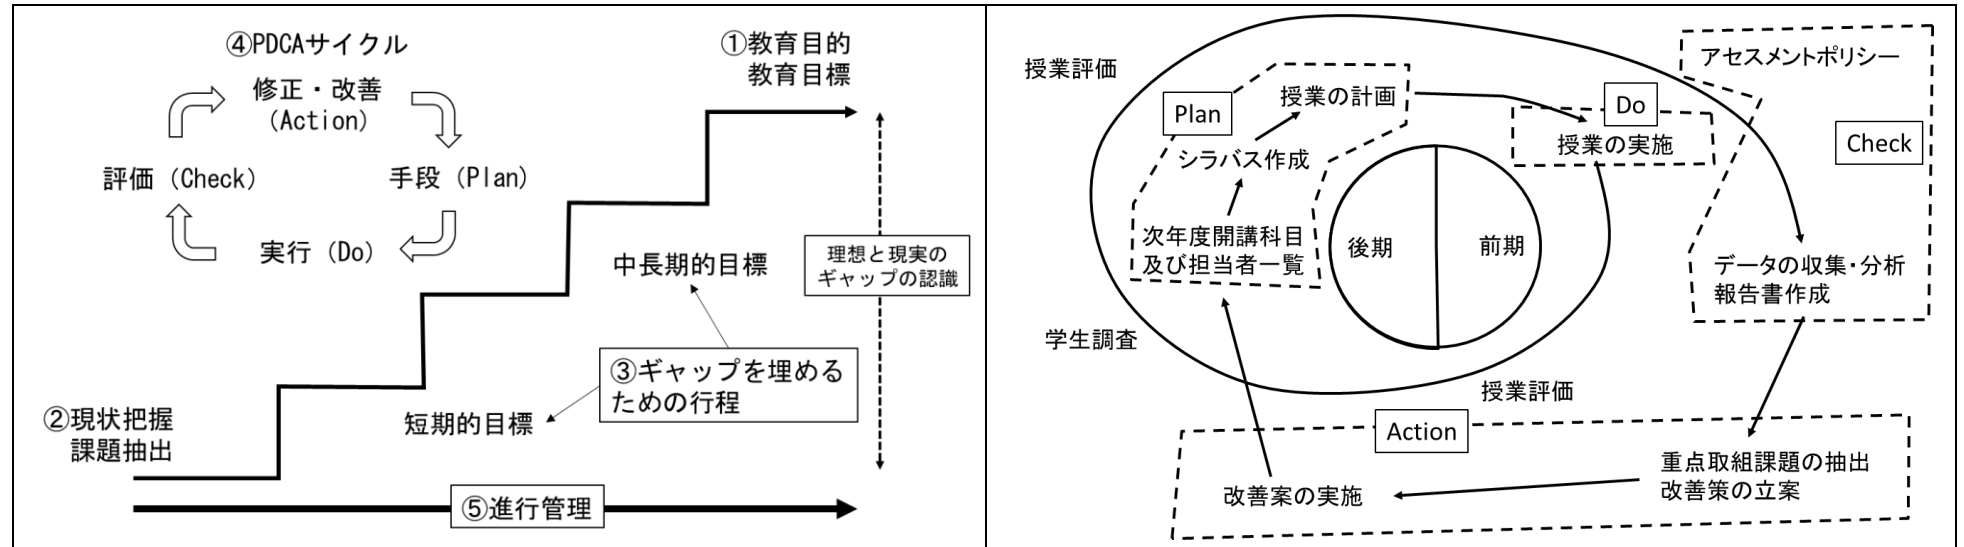 ④PDCAサイクル
修正・改善
(Action)
評価 (Check)
手段 (Plan)
実行 (Do)
①教育目的
教育目標
理想と現実の
ギャップの認識
中長期的目標
③ギャップを埋める
ための行程
短期的目標
②現状把握
課題抽出
⑤進行管理
授業評価
Plan
授業の計画
シラバス作成
次年度開講科目
及び担当者一覧
Do
授業の実施
アセスメントポリシー
Check
後期
前期
データの収集・分析
報告書作成
学生調査
授業評価
Action
重点取組課題の抽出
改善策の立案
改善案の実施